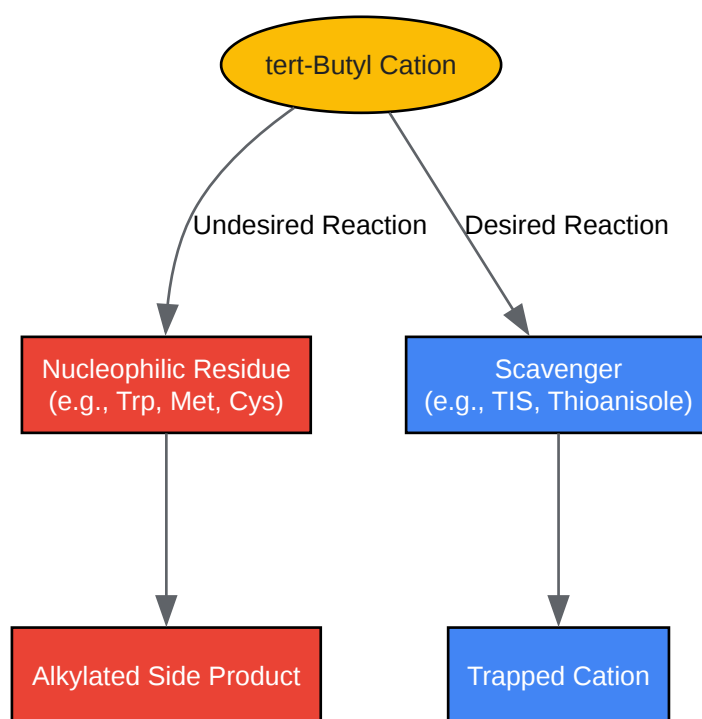 tert-Butyl Cation
Undesired Reaction
Desired Reaction
Nucleophilic Residue
(e.g., Trp, Met, Cys)
Scavenger
(e.g., TIS, Thioanisole)
Alkylated Side Product
Trapped Cation